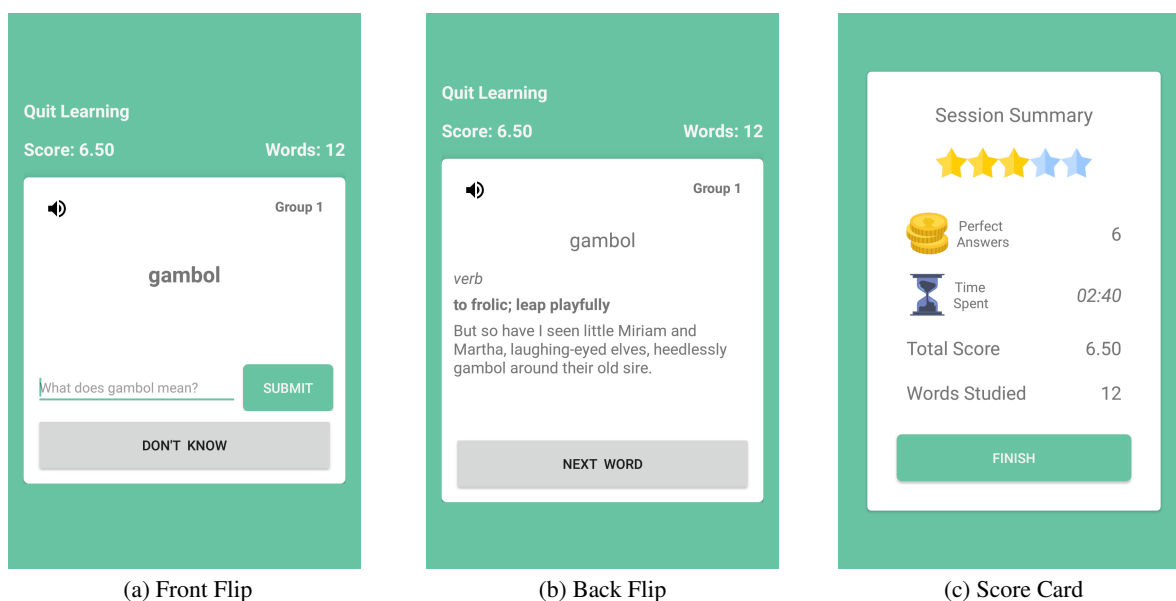 Quit Learning
Score: 6.50 Words: 12
Group 1
gambol
What does gambol mean?
SUBMIT
DON'T KNOW
(a) Front Flip
Quit Learning
Score: 6.50 Words: 12
Group 1
gambol
verb
to frolic; leap playfully
But so have I seen little Miriam and
Martha, laughing-eyed elves, heedlessly
gambol around their old sire.
NEXT WORD
(b) Back Flip
Session Summary
Perfect
Answers
6
Time
Spent
02:40
Total Score 6.50
Words Studied 12
FINISH
(c) Score Card